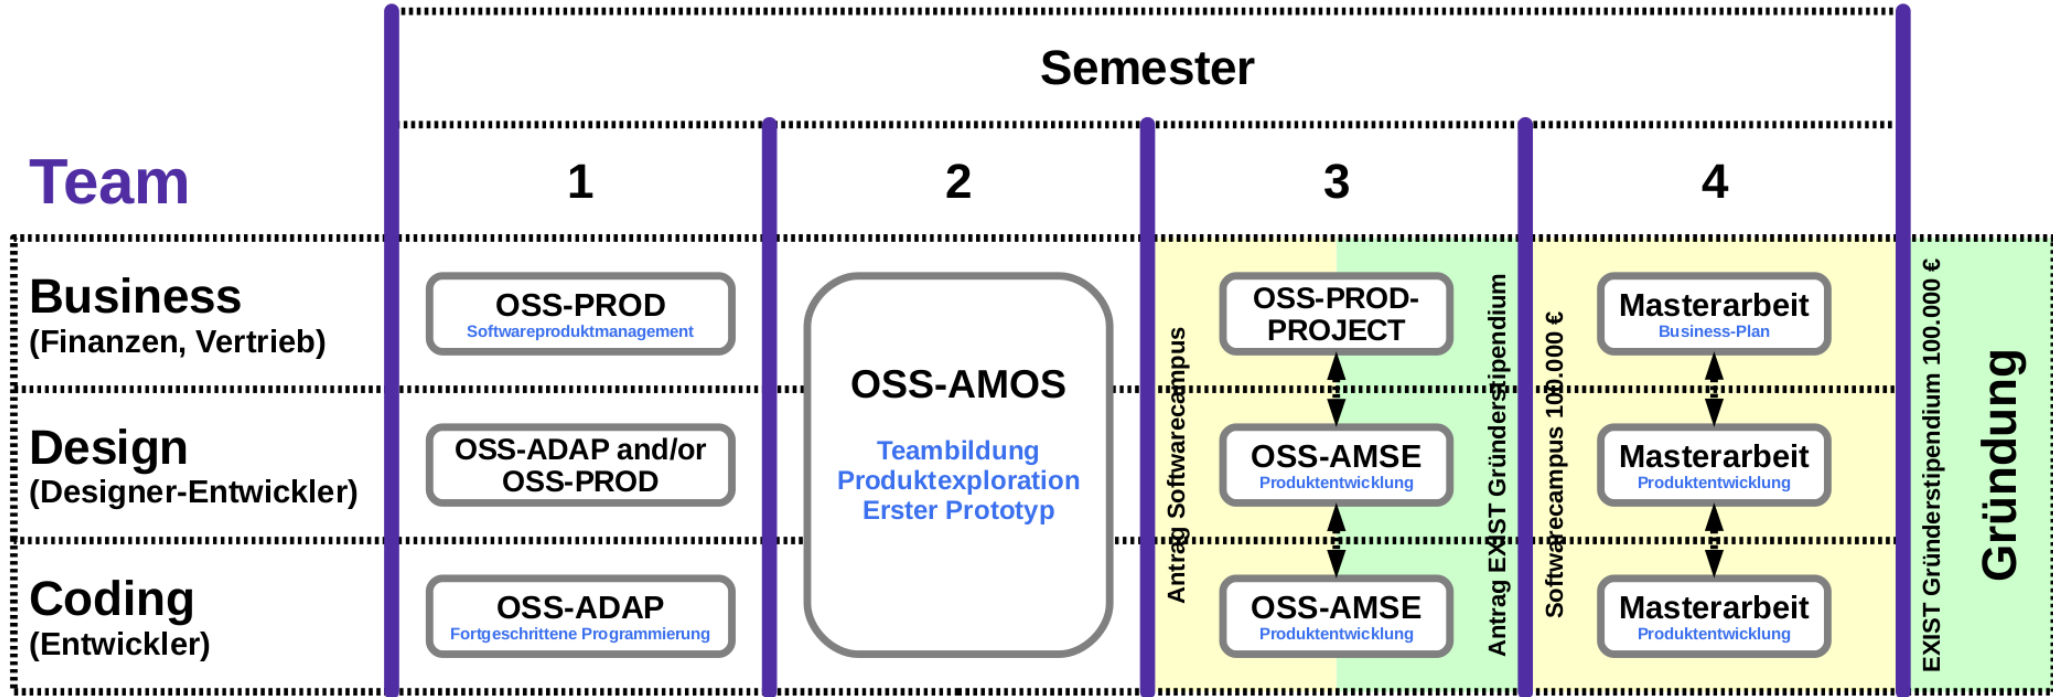 Semester
Team
1
2
3
4
Business
(Finanzen, Vertrieb)
OSS-PROD
Softwareproduktmanagement
OSS-PROD-
PROJECT
Masterarbeit
Business-Plan
Design
(Designer-Entwickler)
OSS-ADAP and/or
OSS-PROD
OSS-AMOS
Teambildung
Produktexploration
Erster Prototyp
OSS-AMSE
Produktentwicklung
Masterarbeit
Produktentwicklung
Coding
(Entwickler)
OSS-ADAP
Fortgeschrittene Programmierung
OSS-AMSE
Produktentwicklung
Masterarbeit
Produktentwicklung
Antrag Softwarecampus
Antrag EXIST Gründerstipendium
Softwarecampus 100.000 €
EXIST Gründerstipendium 100.000 €
Gründung